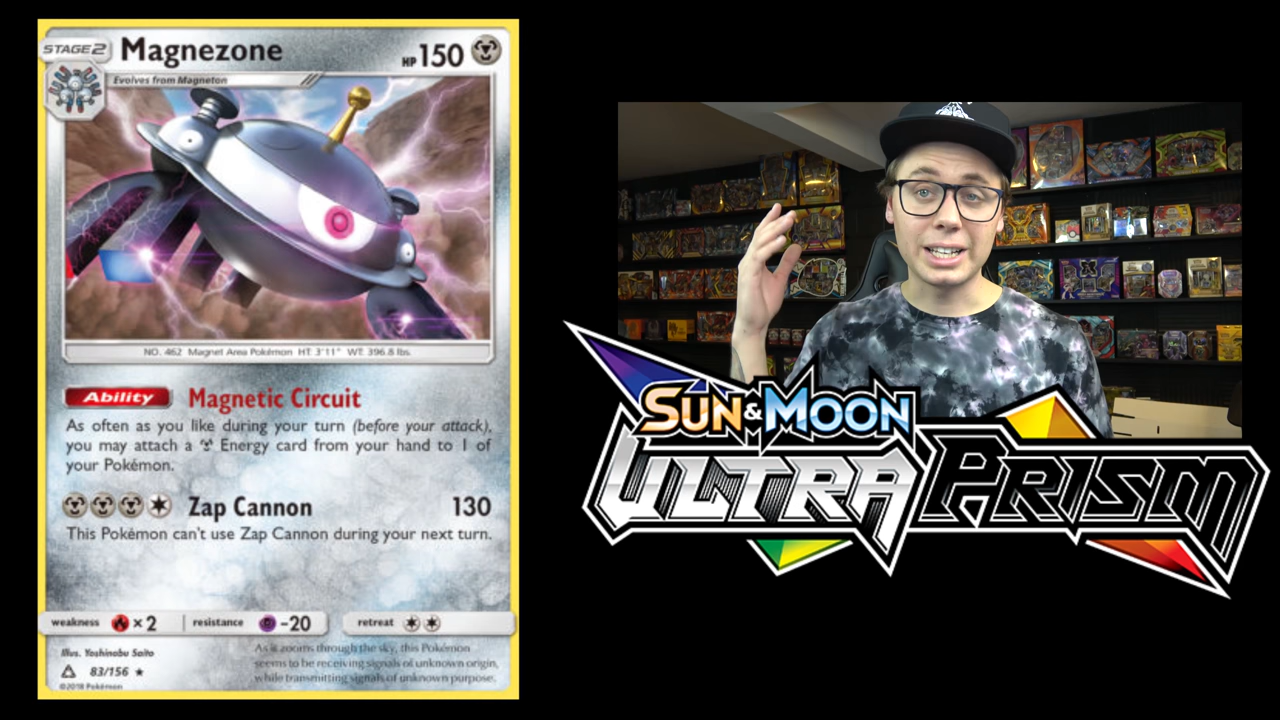 STAGE 2 Magnezone HP 150
Evolves from Magneton
NO. 462 Magnet Area Pokémon HT: 3'11" WT: 396.8 lbs.
Ability Magnetic Circuit
As often as you like during your turn (before your attack),
you may attach a Energy card from your hand to 1 of
your Pokémon.
Zap Cannon 130
This Pokémon can't use Zap Cannon during your next turn.
weakness × 2 resistance -20 retreat
Illus. Yoshinobu Saito
83/156
©2018 Pokémon
As it zooms through the sky, this Pokémon
seems to be receiving signals of unknown origin,
while transmitting signals of unknown purpose.
SUN & MOON
ULTRA PRISM